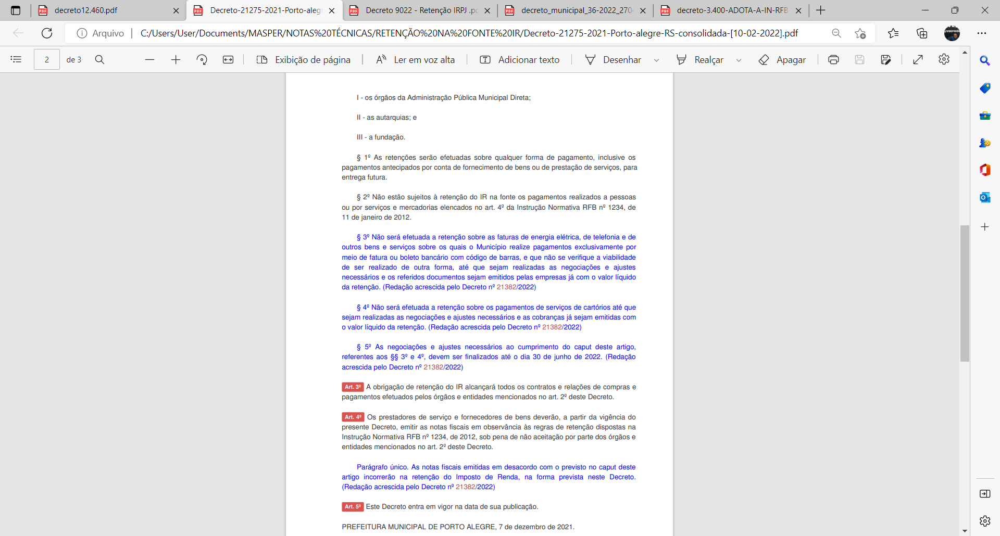 decreto12.460.pdf
Decreto-21275-2021-Porto-aleg
Decreto 9022 - Retenção IRPJ .p
decreto_municipal_36-2022_270
decreto-3.400-ADOTA-A-IN-RFB
Arquivo
C:/Users/User/Documents/MASPER/NOTAS%20TÉCNICAS/RETENÇÃO%20NA%20FONTE%20IR/Decreto-21275-2021-Porto-alegre-RS-consolidada-[10-02-2022].pdf
2 de 3
Exibição de página
Ler em voz alta
Adicionar texto
Desenhar
Realçar
Apagar
I - os órgãos da Administração Pública Municipal Direta;
II - as autarquias; e
III - a fundação.
§ 1º As retenções serão efetuadas sobre qualquer forma de pagamento, inclusive os
pagamentos antecipados por conta de fornecimento de bens ou de prestação de serviços, para
entrega futura.
§ 2º Não estão sujeitos à retenção do IR na fonte os pagamentos realizados a pessoas
ou por serviços e mercadorias elencados no art. 4º da Instrução Normativa RFB nº 1234, de
11 de janeiro de 2012.
§ 3º Não será efetuada a retenção sobre as faturas de energia elétrica, de telefonia e de
outros bens e serviços sobre os quais o Município realize pagamentos exclusivamente por
meio de fatura ou boleto bancário com código de barras, e que não se verifique a viabilidade
de ser realizado de outra forma, até que sejam realizadas as negociações e ajustes
necessários e os referidos documentos sejam emitidos pelas empresas já com o valor líquido
da retenção. (Redação acrescida pelo Decreto nº 21382/2022)
§ 4º Não será efetuada a retenção sobre os pagamentos de serviços de cartórios até que
sejam realizadas as negociações e ajustes necessários e as cobranças já sejam emitidas com
o valor líquido da retenção. (Redação acrescida pelo Decreto nº 21382/2022)
§ 5º As negociações e ajustes necessários ao cumprimento do caput deste artigo,
referentes aos §§ 3º e 4º, devem ser finalizados até o dia 30 de junho de 2022. (Redação
acrescida pelo Decreto nº 21382/2022)
Art. 3º A obrigação de retenção do IR alcançará todos os contratos e relações de compras e
pagamentos efetuados pelos órgãos e entidades mencionados no art. 2º deste Decreto.
Art. 4º Os prestadores de serviço e fornecedores de bens deverão, a partir da vigência do
presente Decreto, emitir as notas fiscais em observância às regras de retenção dispostas na
Instrução Normativa RFB nº 1234, de 2012, sob pena de não aceitação por parte dos órgãos e
entidades mencionados no art. 2º deste Decreto.
Parágrafo único. As notas fiscais emitidas em desacordo com o previsto no caput deste
artigo incorrerão na retenção do Imposto de Renda, na forma prevista neste Decreto.
(Redação acrescida pelo Decreto nº 21382/2022)
Art. 5º Este Decreto entra em vigor na data de sua publicação.
PREFEITURA MUNICIPAL DE PORTO ALEGRE, 7 de dezembro de 2021.